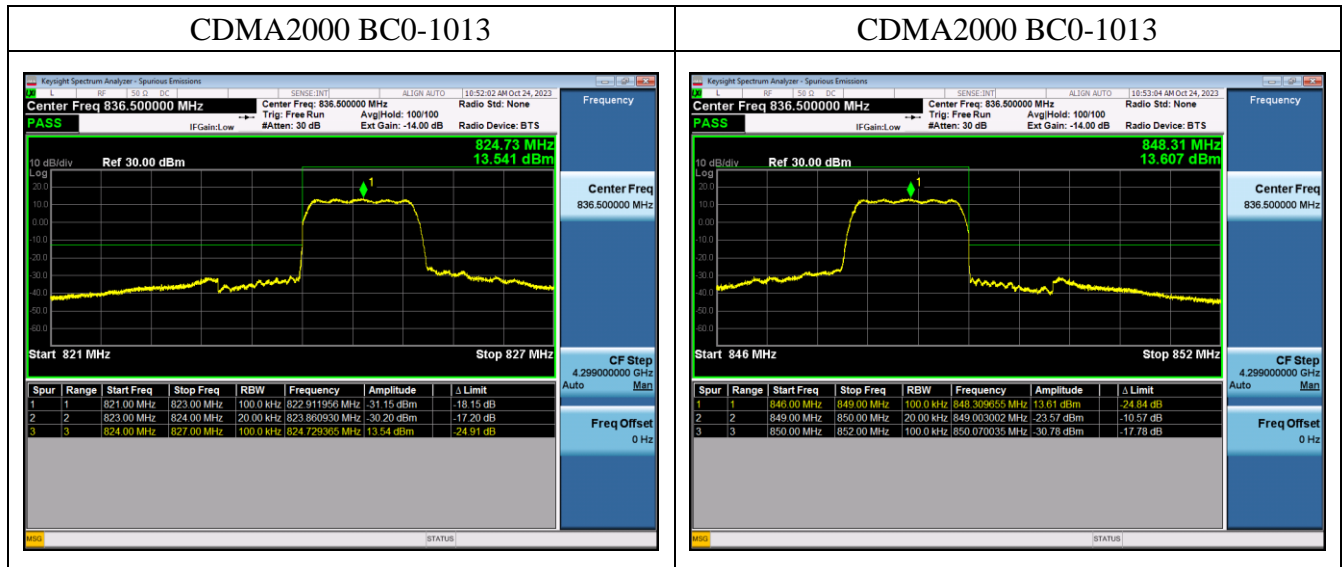 CDMA2000 BC0-1013
CDMA2000 BC0-1013
Keysight Spectrum Analyzer - Spurious Emissions
L RF 50 Ω DC SENSE:INT ALIGN AUTO 10:52:02 AM Oct 24, 2023
Center Freq 836.500000 MHz
Center Freq: 836.500000 MHz
Radio Std: None
Trig: Free Run Avg|Hold: 100/100
PASS
IFGain:Low
#Atten: 30 dB Ext Gain: -14.00 dB
Radio Device: BTS
824.73 MHz
13.541 dBm
10 dB/div Ref 30.00 dBm
Log
20.0
1
10.0
0.00
-10.0
-20.0
-30.0
-40.0
-50.0
-60.0
Start 821 MHz Stop 827 MHz
Spur Range Start Freq Stop Freq RBW Frequency Amplitude Δ Limit
1 1 821.00 MHz 823.00 MHz 100.0 kHz 822.911956 MHz -31.15 dBm -18.15 dB
2 2 823.00 MHz 824.00 MHz 20.00 kHz 823.860930 MHz -30.20 dBm -17.20 dB
3 3 824.00 MHz 827.00 MHz 100.0 kHz 824.729365 MHz 13.54 dBm -24.91 dB
MSG STATUS
Frequency
Center Freq
836.500000 MHz
CF Step
4.299000000 GHz
Auto Man
Freq Offset
0 Hz
Keysight Spectrum Analyzer - Spurious Emissions
L RF 50 Ω DC SENSE:INT ALIGN AUTO 10:53:04 AM Oct 24, 2023
Center Freq 836.500000 MHz
Center Freq: 836.500000 MHz
Radio Std: None
Trig: Free Run Avg|Hold: 100/100
PASS
IFGain:Low
#Atten: 30 dB Ext Gain: -14.00 dB
Radio Device: BTS
848.31 MHz
13.607 dBm
10 dB/div Ref 30.00 dBm
Log
20.0
1
10.0
0.00
-10.0
-20.0
-30.0
-40.0
-50.0
-60.0
Start 846 MHz Stop 852 MHz
Spur Range Start Freq Stop Freq RBW Frequency Amplitude Δ Limit
1 1 846.00 MHz 849.00 MHz 100.0 kHz 848.309655 MHz 13.61 dBm -24.84 dB
2 2 849.00 MHz 850.00 MHz 20.00 kHz 849.003002 MHz -23.57 dBm -10.57 dB
3 3 850.00 MHz 852.00 MHz 100.0 kHz 850.070035 MHz -30.78 dBm -17.78 dB
MSG STATUS
Frequency
Center Freq
836.500000 MHz
CF Step
4.299000000 GHz
Auto Man
Freq Offset
0 Hz